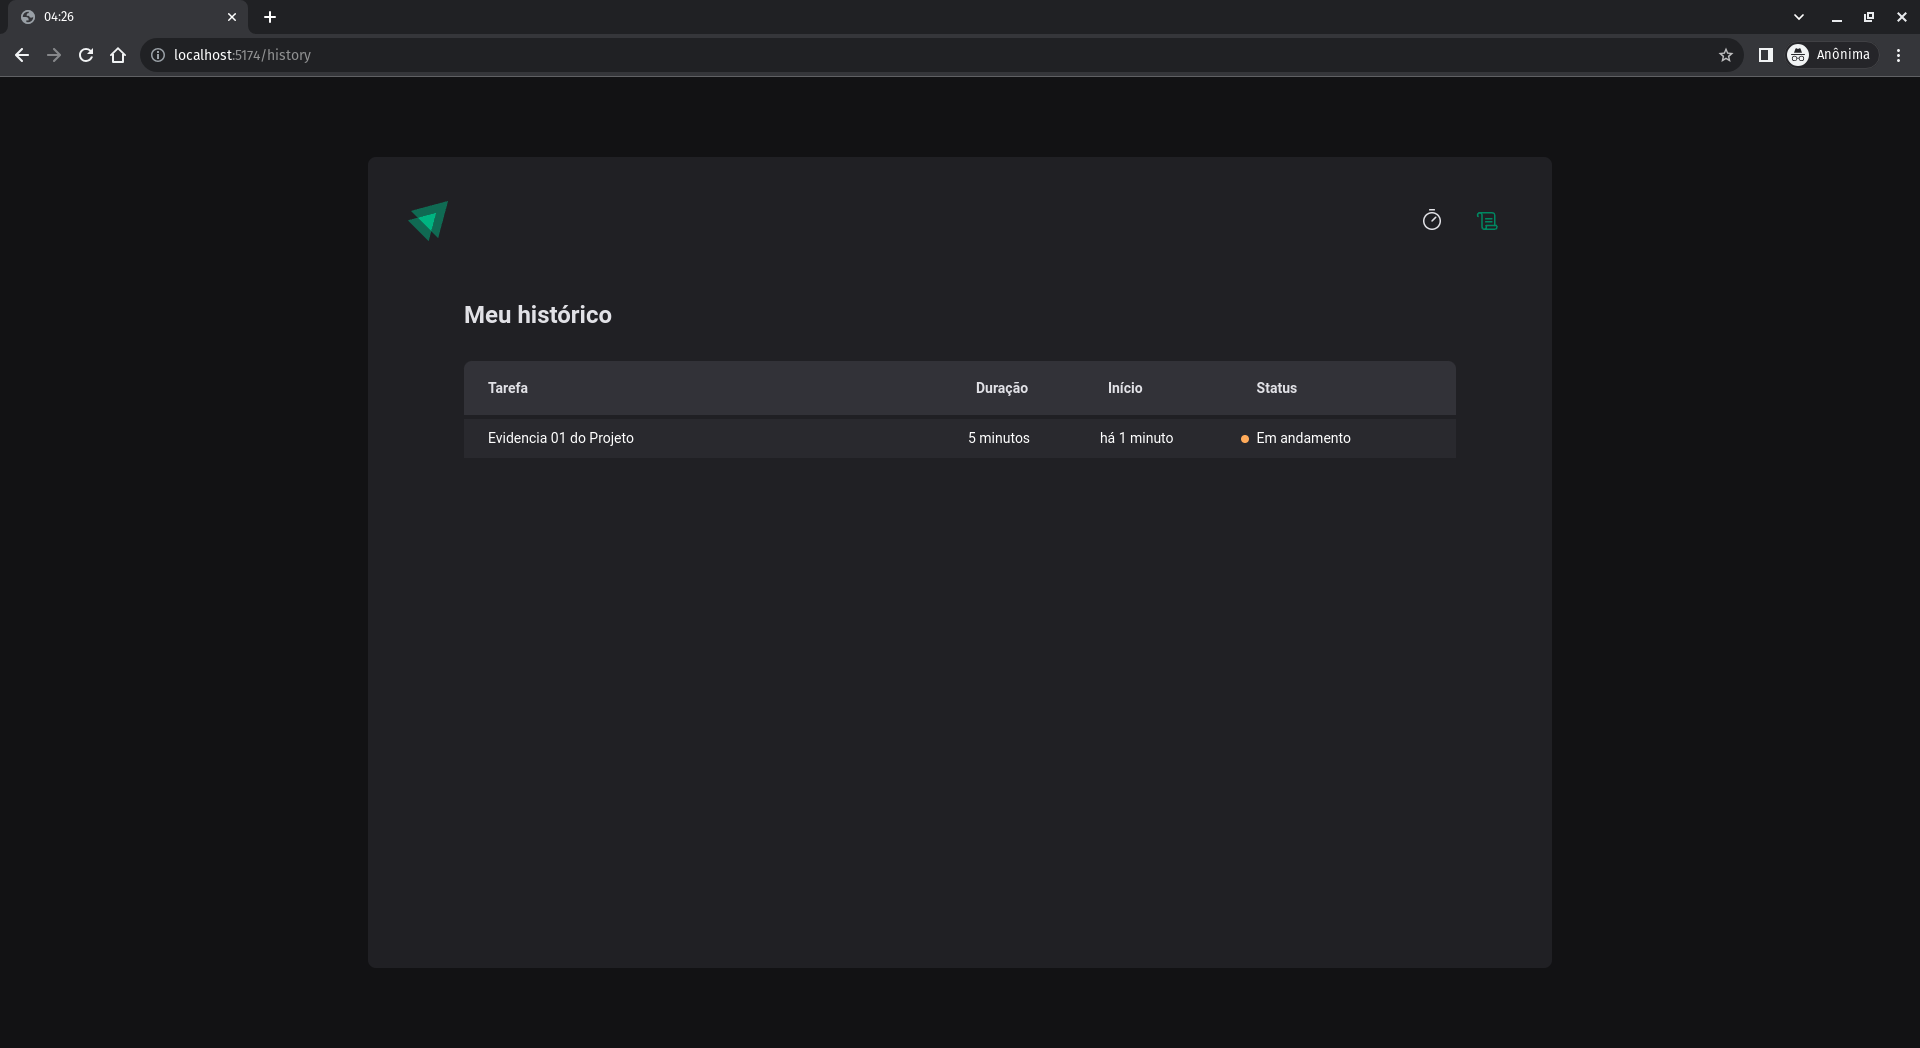 04:26
localhost:5174/history
Anônima
Meu histórico
Tarefa Duração Início Status
Evidencia 01 do Projeto 5 minutos há 1 minuto Em andamento